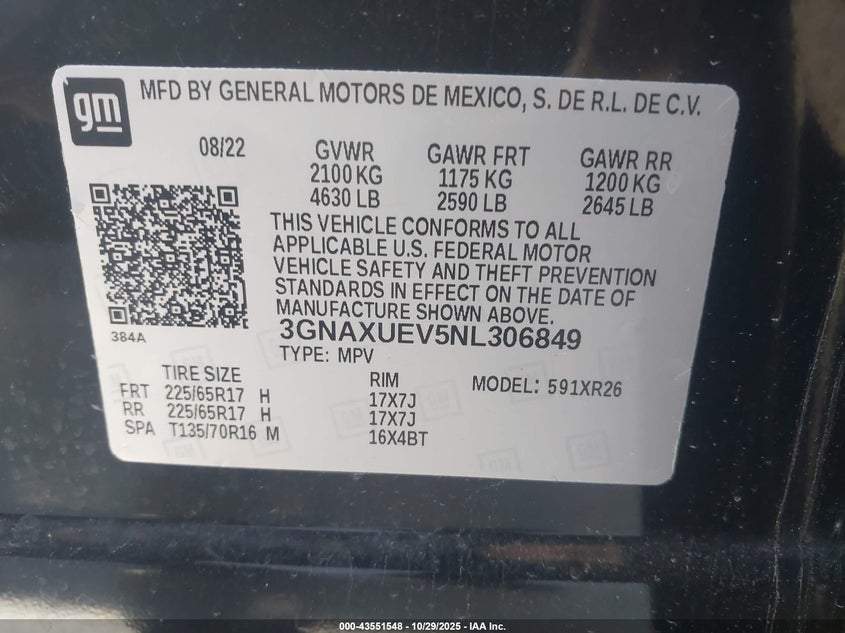 gm
MFD BY GENERAL MOTORS DE MEXICO, S. DE R.L. DE C.V.
08/22
GVWR GAWR FRT GAWR RR
2100 KG 1175 KG 1200 KG
4630 LB 2590 LB 2645 LB
THIS VEHICLE CONFORMS TO ALL
APPLICABLE U.S. FEDERAL MOTOR
VEHICLE SAFETY AND THEFT PREVENTION
STANDARDS IN EFFECT ON THE DATE OF
MANUFACTURE SHOWN ABOVE.
3GNAXUEV5NL306849
384A
TYPE: MPV
TIRE SIZE RIM MODEL: 591XR26
FRT 225/65R17 H 17X7J
RR 225/65R17 H 17X7J
SPA T135/70R16 M 16X4BT
000-43551548 | 10/29/2025 | IAA Inc.